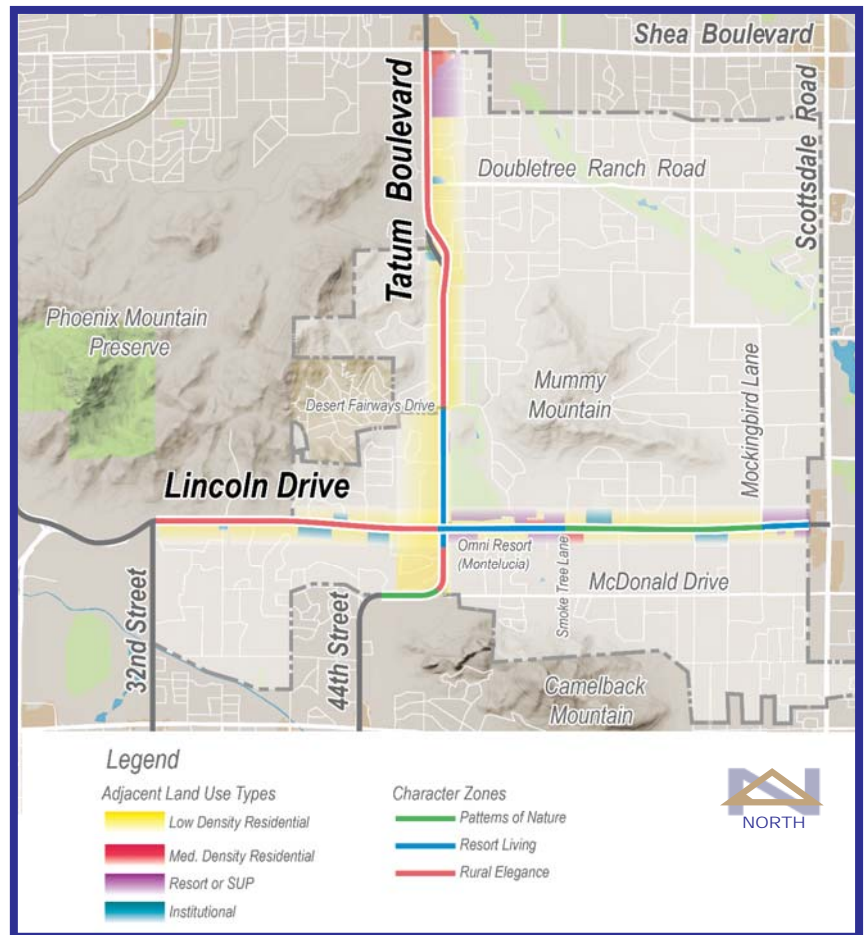 Shea Boulevard
Tatum Boulevard
Scottsdale Road
Doubletree Ranch Road
Phoenix Mountain
Preserve
Desert Fairways Drive
Mummy
Mountain
Mockingbird Lane
Lincoln Drive
Omni Resort
(Montelucia)
Smoke Tree Lane
McDonald Drive
32nd Street
44th Street
Camelback
Mountain
Legend
Adjacent Land Use Types
Low Density Residential
Med. Density Residential
Resort or SUP
Institutional
Character Zones
Patterns of Nature
Resort Living
Rural Elegance
N
NORTH